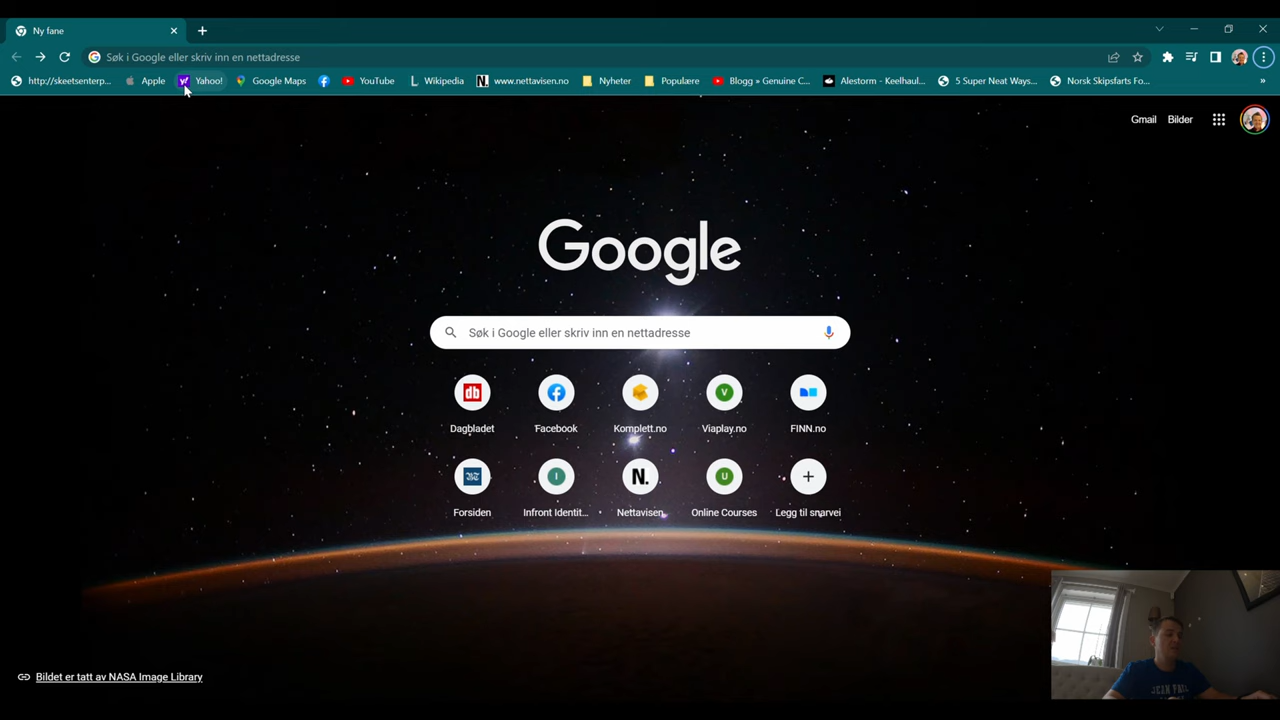 Ny fane
Søk i Google eller skriv inn en nettadresse
http://skeetsenterp...
Apple
Yahoo!
Google Maps
YouTube
Wikipedia
www.nettavisen.no
Nyheter
Populære
Blogg » Genuine C...
Alestorm - Keelhaul...
5 Super Neat Ways...
Norsk Skipsfarts Fo...
»
Gmail
Bilder
Google
Søk i Google eller skriv inn en nettadresse
db
Dagbladet
Facebook
Komplett.no
V
Viaplay.no
FINN.no
Forsiden
I
Infront Identit...
N.
Nettavisen
U
Online Courses
Legg til snarvei
Bildet er tatt av NASA Image Library
JEAN PAUL